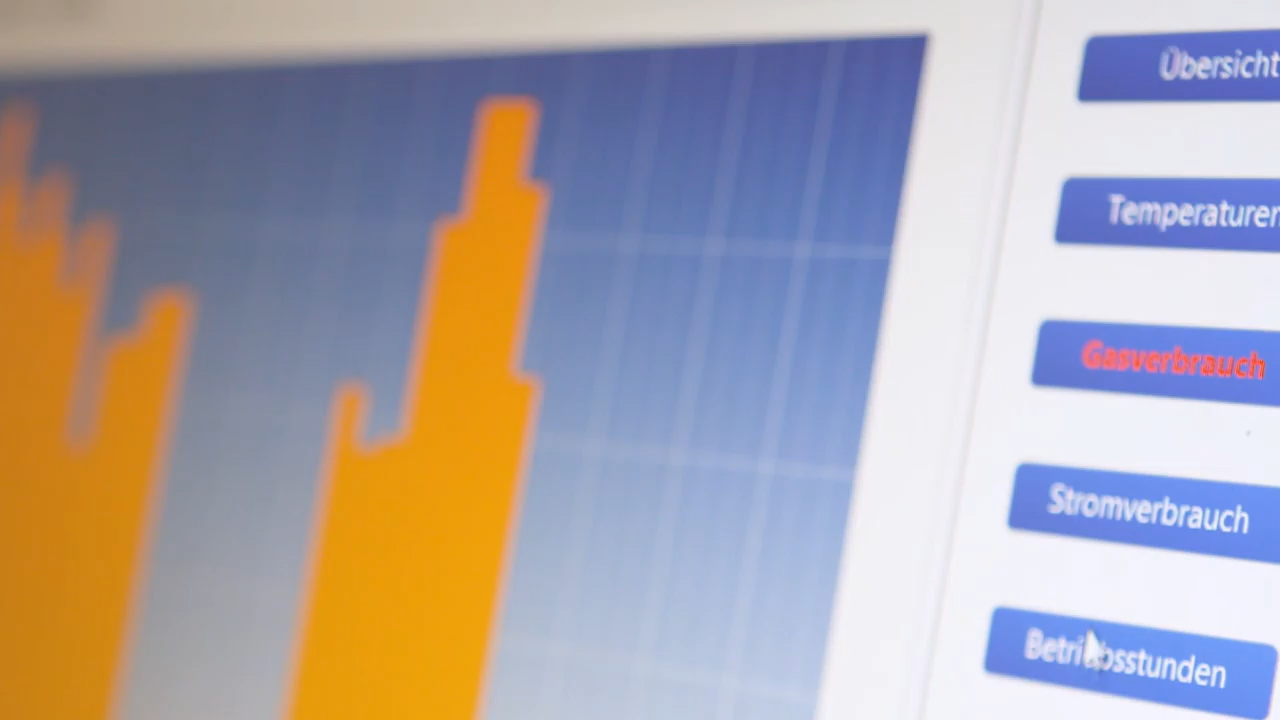 Übersicht
Temperaturen
Gasverbrauch
Stromverbrauch
Betriebsstunden